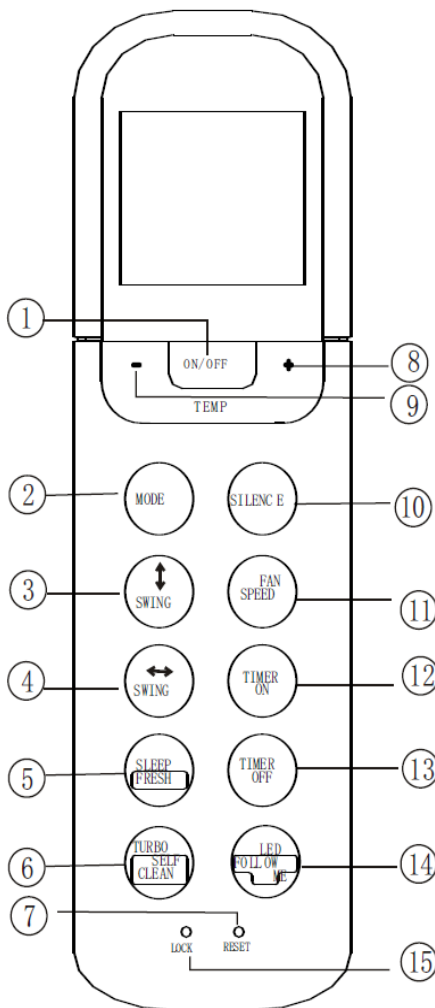 ①
ON/OFF
- +
⑧
⑨
TEMP
②
MODE
SILENC E
⑩
③
SWING
FAN
SPEED
⑪
④
SWING
TIMER
ON
⑫
⑤
SLEEP
FRESH
TIMER
OFF
⑬
⑥
TURBO
SELF
CLEAN
LED
FOLLOW
ME
⑭
⑦
LOCK
RESET
⑮